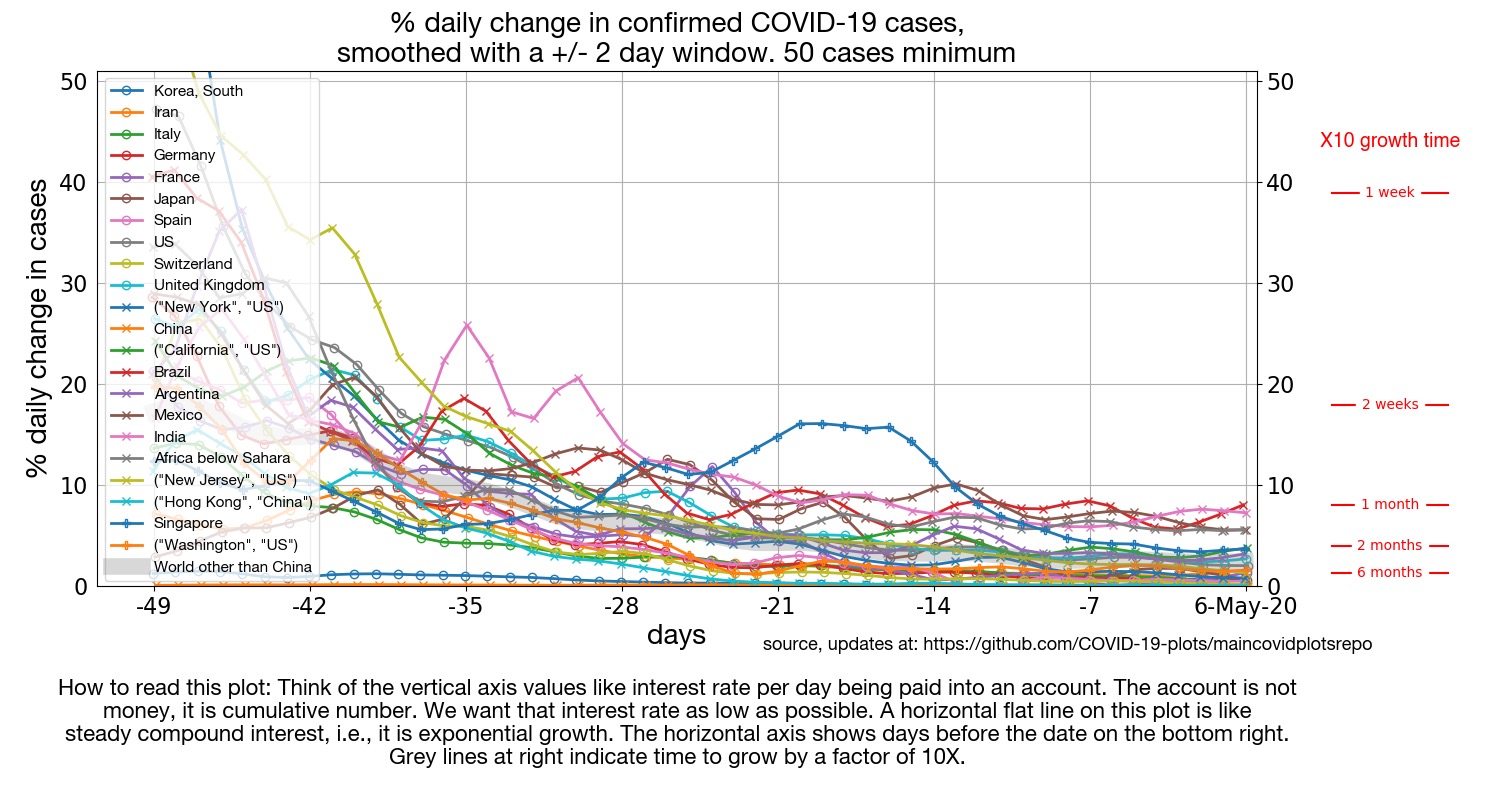 % daily change in confirmed COVID-19 cases,
smoothed with a +/- 2 day window. 50 cases minimum
% daily change in cases
50
40
30
20
10
0
Korea, South
Iran
Italy
Germany
France
Japan
Spain
US
Switzerland
United Kingdom
("New York", "US")
China
("California", "US")
Brazil
Argentina
Mexico
India
Africa below Sahara
("New Jersey", "US")
("Hong Kong", "China")
Singapore
("Washington", "US")
World other than China
50
40
30
20
10
0
X10 growth time
1 week
2 weeks
1 month
2 months
6 months
-49 -42 -35 -28 -21 -14 -7 6-May-20
days
source, updates at: https://github.com/COVID-19-plots/maincovidplotsrepo
How to read this plot: Think of the vertical axis values like interest rate per day being paid into an account. The account is not
money, it is cumulative number. We want that interest rate as low as possible. A horizontal flat line on this plot is like
steady compound interest, i.e., it is exponential growth. The horizontal axis shows days before the date on the bottom right.
Grey lines at right indicate time to grow by a factor of 10X.